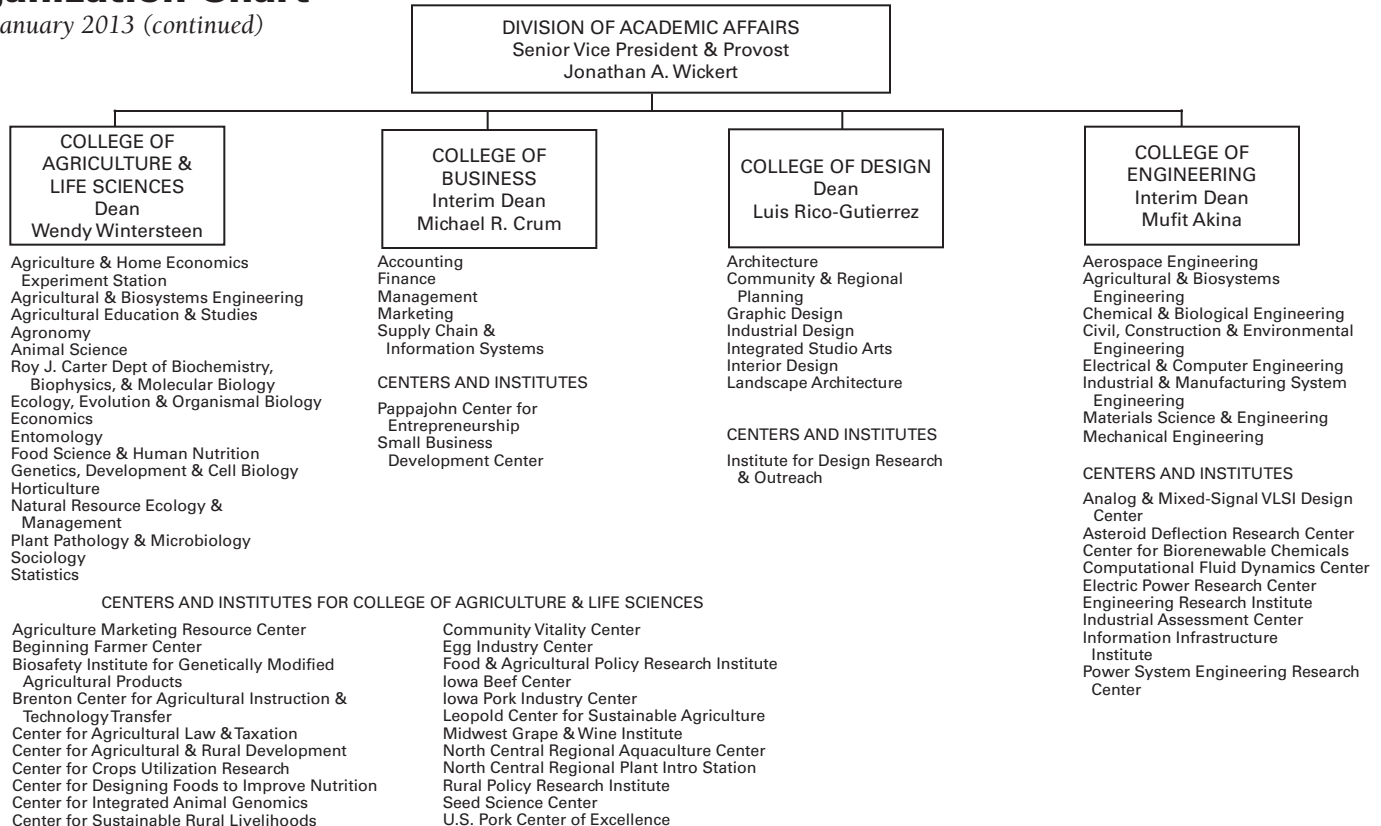 January 2013 (continued)
DIVISION OF ACADEMIC AFFAIRS
Senior Vice President & Provost
Jonathan A. Wickert
COLLEGE OF
AGRICULTURE &
LIFE SCIENCES
Dean
Wendy Wintersteen
Agriculture & Home Economics
Experiment Station
Agricultural & Biosystems Engineering
Agricultural Education & Studies
Agronomy
Animal Science
Roy J. Carter Dept of Biochemistry,
Biophysics, & Molecular Biology
Ecology, Evolution & Organismal Biology
Economics
Entomology
Food Science & Human Nutrition
Genetics, Development & Cell Biology
Horticulture
Natural Resource Ecology &
Management
Plant Pathology & Microbiology
Sociology
Statistics
COLLEGE OF
BUSINESS
Interim Dean
Michael R. Crum
Accounting
Finance
Management
Marketing
Supply Chain &
Information Systems
CENTERS AND INSTITUTES
Pappajohn Center for
Entrepreneurship
Small Business
Development Center
COLLEGE OF DESIGN
Dean
Luis Rico-Gutierrez
Architecture
Community & Regional
Planning
Graphic Design
Industrial Design
Integrated Studio Arts
Interior Design
Landscape Architecture
CENTERS AND INSTITUTES
Institute for Design Research
& Outreach
COLLEGE OF
ENGINEERING
Interim Dean
Mufit Akina
Aerospace Engineering
Agricultural & Biosystems
Engineering
Chemical & Biological Engineering
Civil, Construction & Environmental
Engineering
Electrical & Computer Engineering
Industrial & Manufacturing System
Engineering
Materials Science & Engineering
Mechanical Engineering
CENTERS AND INSTITUTES
Analog & Mixed-Signal VLSI Design
Center
Asteroid Deflection Research Center
Center for Biorenewable Chemicals
Computational Fluid Dynamics Center
Electric Power Research Center
Engineering Research Institute
Industrial Assessment Center
Information Infrastructure
Institute
Power System Engineering Research
Center
CENTERS AND INSTITUTES FOR COLLEGE OF AGRICULTURE & LIFE SCIENCES
Agriculture Marketing Resource Center
Beginning Farmer Center
Biosafety Institute for Genetically Modified
Agricultural Products
Brenton Center for Agricultural Instruction &
Technology Transfer
Center for Agricultural Law & Taxation
Center for Agricultural & Rural Development
Center for Crops Utilization Research
Center for Designing Foods to Improve Nutrition
Center for Integrated Animal Genomics
Center for Sustainable Rural Livelihoods
Community Vitality Center
Egg Industry Center
Food & Agricultural Policy Research Institute
Iowa Beef Center
Iowa Pork Industry Center
Leopold Center for Sustainable Agriculture
Midwest Grape & Wine Institute
North Central Regional Aquaculture Center
North Central Regional Plant Intro Station
Rural Policy Research Institute
Seed Science Center
U.S. Pork Center of Excellence